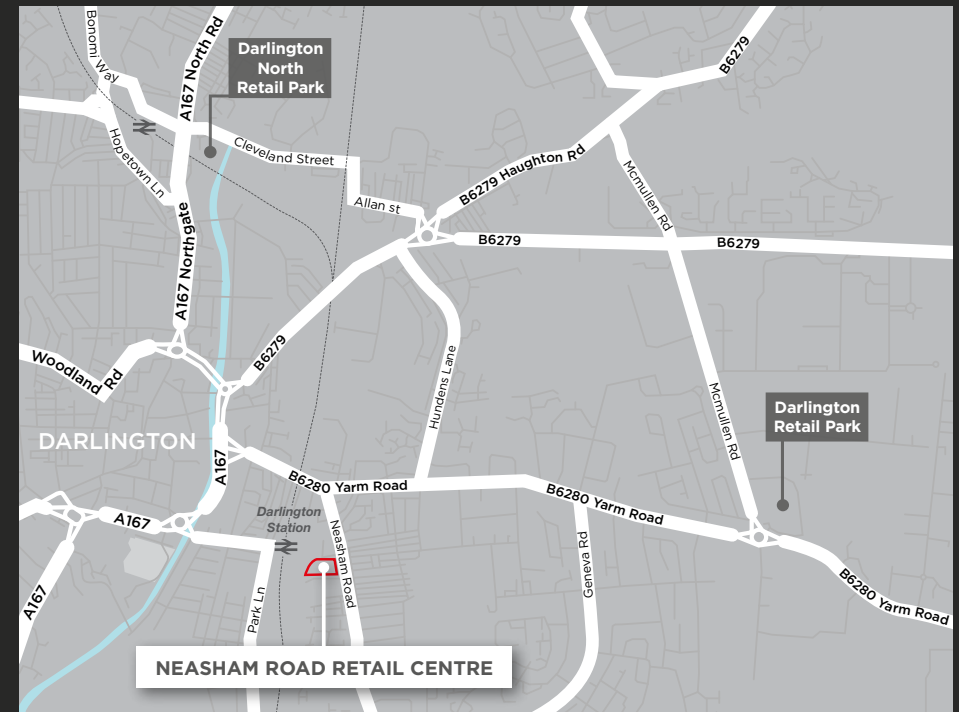 Bonomi Way
A167 North Rd
Darlington
North
Retail Park
B6279
Hopetown Ln
Cleveland Street
Allan st
B6279 Haughton Rd
Mcmullen Rd
B6279
B6279
A167 Northgate
B6279
Woodland Rd
Hundens Lane
Mcmullen Rd
Darlington
Retail Park
DARLINGTON
A167
B6280 Yarm Road
B6280 Yarm Road
Darlington
Station
A167
Neasham Road
Geneva Rd
A167
Park Ln
B6280 Yarm Road
NEASHAM ROAD RETAIL CENTRE